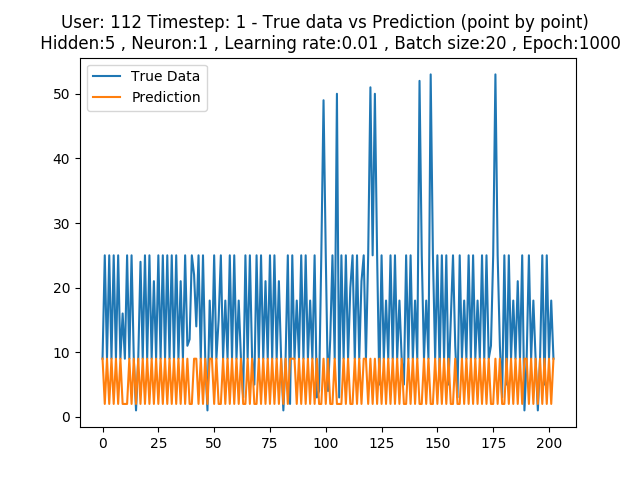 User: 112 Timestep: 1 - True data vs Prediction (point by point)
Hidden:5 , Neuron:1 , Learning rate:0.01 , Batch size:20 , Epoch:1000
True Data
Prediction
50
40
30
20
10
0
0 25 50 75 100 125 150 175 200